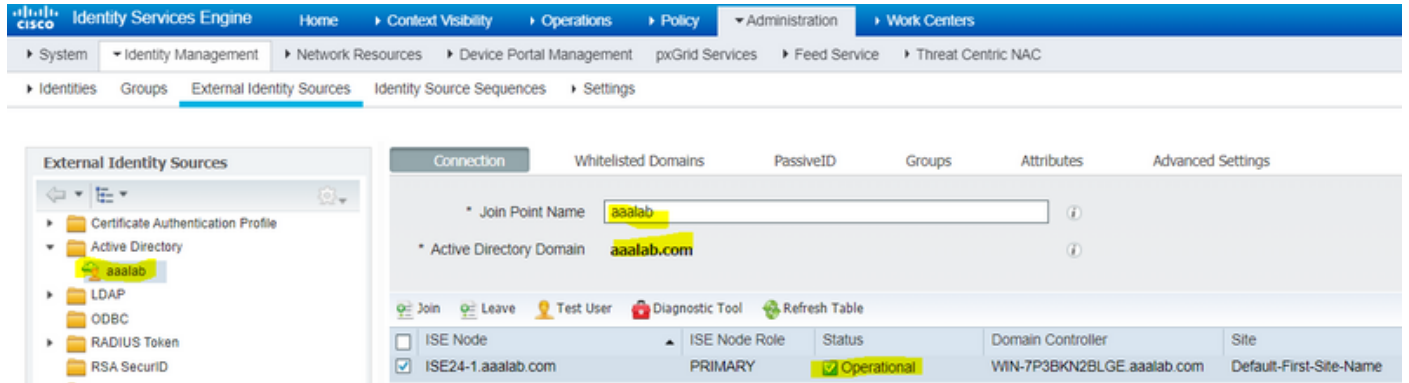 cisco Identity Services Engine Home Context Visibility Operations Policy Administration Work Centers
System Identity Management Network Resources Device Portal Management pxGrid Services Feed Service Threat Centric NAC
Identities Groups External Identity Sources Identity Source Sequences Settings
External Identity Sources
Certificate Authentication Profile
Active Directory
aaalab
LDAP
ODBC
RADIUS Token
RSA SecurID
Connection Whitelisted Domains PassiveID Groups Attributes Advanced Settings
* Join Point Name aaalab
* Active Directory Domain aaalab.com
Join Leave Test User Diagnostic Tool Refresh Table
ISE Node ISE Node Role Status Domain Controller Site
ISE24-1.aaalab.com PRIMARY Operational WIN-7P3BKN2BLGE.aaalab.com Default-First-Site-Name